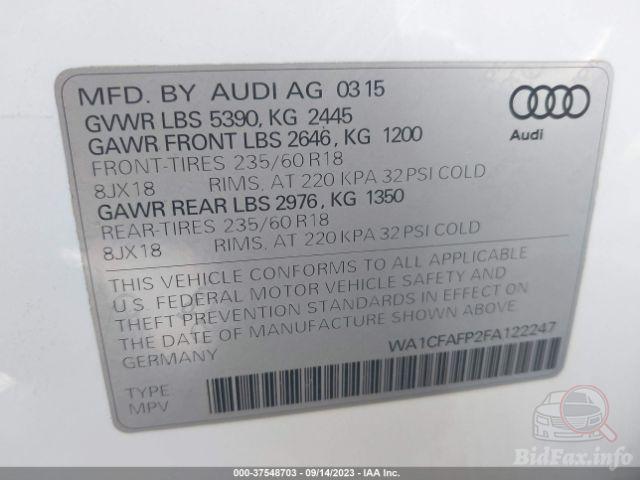 MFD. BY AUDI AG 03 15
GVWR LBS 5390, KG 2445
GAWR FRONT LBS 2646, KG 1200
FRONT-TIRES 235/60 R18
8JX18 RIMS, AT 220 KPA 32 PSI COLD
GAWR REAR LBS 2976, KG 1350
REAR-TIRES 235/60 R18
8JX18 RIMS, AT 220 KPA 32 PSI COLD
Audi
THIS VEHICLE CONFORMS TO ALL APPLICABLE
U.S. FEDERAL MOTOR VEHICLE SAFETY AND
THEFT PREVENTION STANDARDS IN EFFECT ON
THE DATE OF MANUFACTURE SHOWN ABOVE
GERMANY
WA1CFAFP2FA122247
TYPE
MPV
BidFax.info
000-37548703 - 09/14/2023 - IAA Inc.